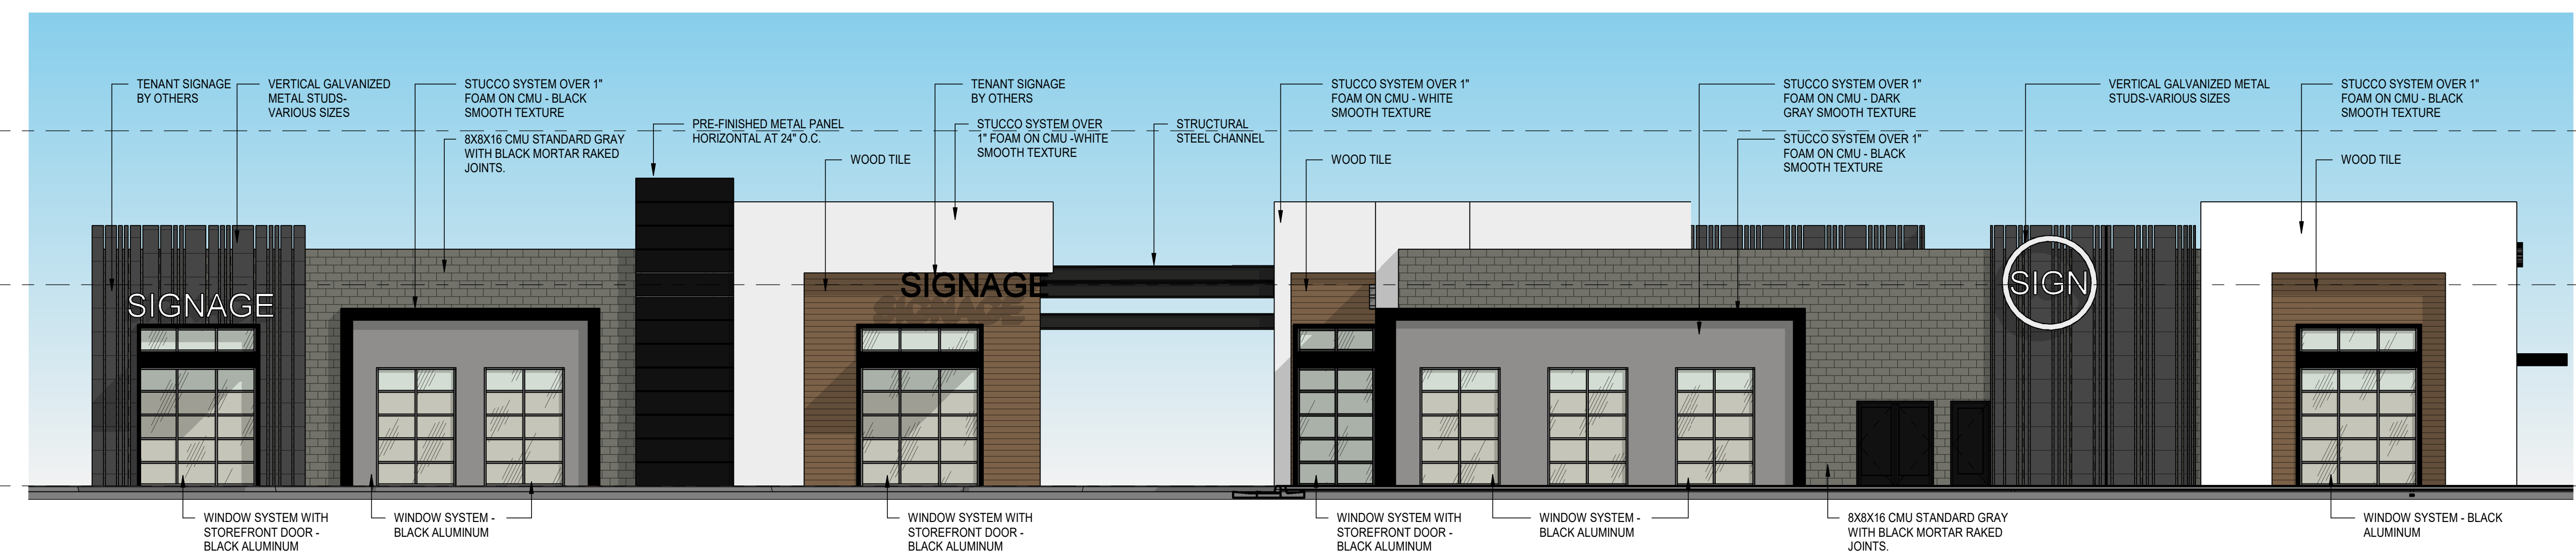 TENANT SIGNAGE
BY OTHERS
VERTICAL GALVANIZED
METAL STUDS-
VARIOUS SIZES
STUCCO SYSTEM OVER 1"
FOAM ON CMU - BLACK
SMOOTH TEXTURE
8X8X16 CMU STANDARD GRAY
WITH BLACK MORTAR RAKED
JOINTS.
PRE-FINISHED METAL PANEL
HORIZONTAL AT 24" O.C.
WOOD TILE
TENANT SIGNAGE
BY OTHERS
STUCCO SYSTEM OVER
1" FOAM ON CMU -WHITE
SMOOTH TEXTURE
STRUCTURAL
STEEL CHANNEL
STUCCO SYSTEM OVER 1"
FOAM ON CMU - WHITE
SMOOTH TEXTURE
WOOD TILE
STUCCO SYSTEM OVER 1"
FOAM ON CMU - DARK
GRAY SMOOTH TEXTURE
STUCCO SYSTEM OVER 1"
FOAM ON CMU - BLACK
SMOOTH TEXTURE
VERTICAL GALVANIZED METAL
STUDS-VARIOUS SIZES
STUCCO SYSTEM OVER 1"
FOAM ON CMU - BLACK
SMOOTH TEXTURE
WOOD TILE
SIGNAGE
SIGNAGE
SIGN
WINDOW SYSTEM WITH
STOREFRONT DOOR -
BLACK ALUMINUM
WINDOW SYSTEM -
BLACK ALUMINUM
WINDOW SYSTEM WITH
STOREFRONT DOOR -
BLACK ALUMINUM
WINDOW SYSTEM WITH
STOREFRONT DOOR -
BLACK ALUMINUM
WINDOW SYSTEM -
BLACK ALUMINUM
8X8X16 CMU STANDARD GRAY
WITH BLACK MORTAR RAKED
JOINTS.
WINDOW SYSTEM - BLACK
ALUMINUM